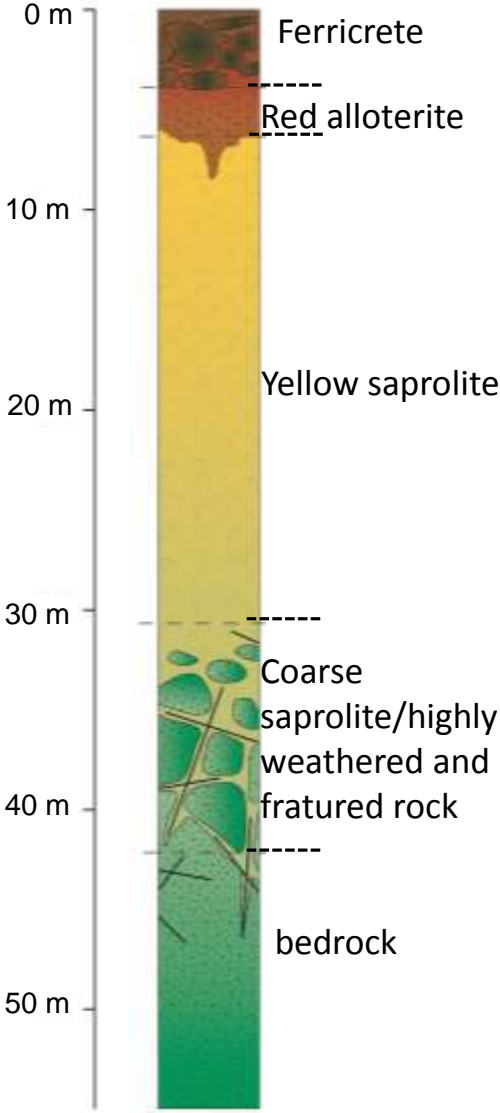 0 m
Ferricrete
Red alloterite
10 m
Yellow saprolite
20 m
30 m
Coarse
saprolite/highly
weathered and
fratured rock
40 m
bedrock
50 m